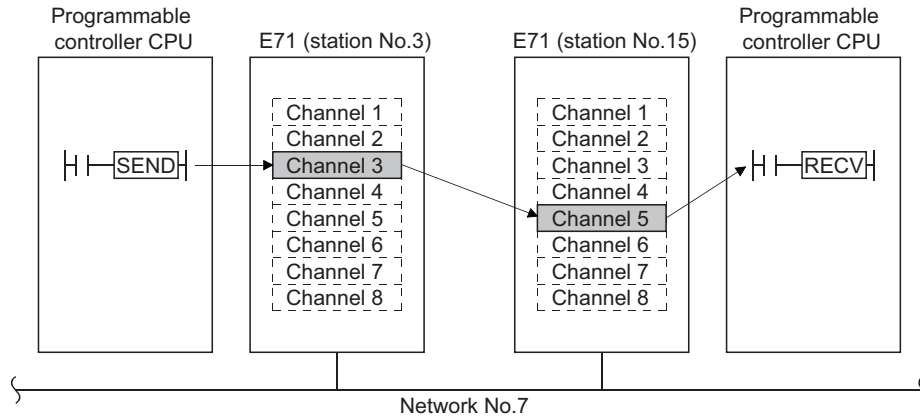 Programmable
controller CPU
E71 (station No.3)
E71 (station No.15)
Programmable
controller CPU
SEND
Channel 1
Channel 2
Channel 3
Channel 4
Channel 5
Channel 6
Channel 7
Channel 8
Channel 1
Channel 2
Channel 3
Channel 4
Channel 5
Channel 6
Channel 7
Channel 8
RECV
Network No.7